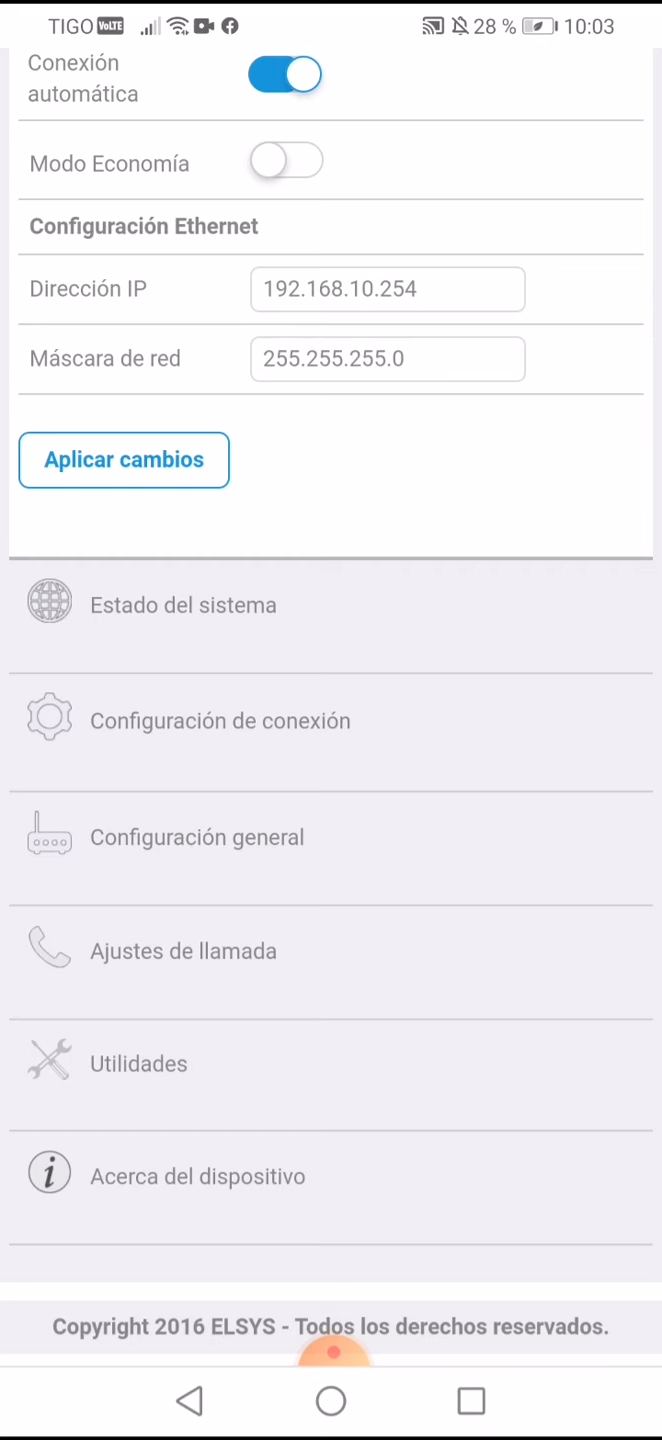 TIGO VoLTE 28 % 10:03
Conexión
automática
Modo Economía
Configuración Ethernet
Dirección IP 192.168.10.254
Máscara de red 255.255.255.0
Aplicar cambios
Estado del sistema
Configuración de conexión
Configuración general
Ajustes de llamada
Utilidades
Acerca del dispositivo
Copyright 2016 ELSYS - Todos los derechos reservados.